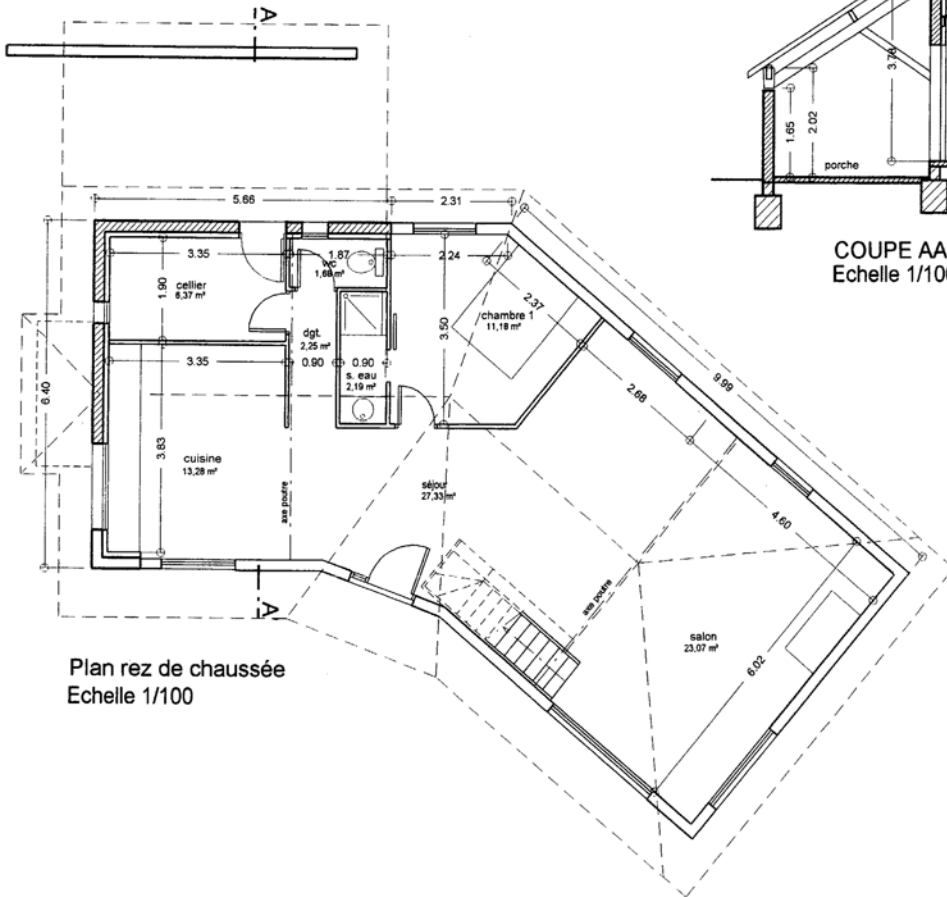 A
3.78
1.65
2.02
porche
COUPE AA
Echelle 1/100
5.66
2.31
3.35
1.87
2.24
wc
1,68 m²
cellier
6,37 m²
1.90
2.37
chambre 1
11,18 m²
dgt.
2,25 m²
3.50
3.35
0.90
0.90
s. eau
2,19 m²
6.40
2.68
9.99
3.83
cuisine
13,28 m²
axe poutre
séjour
27,33 m²
4.60
axe poutre
A
salon
23,07 m²
6.02
Plan rez de chaussée
Echelle 1/100